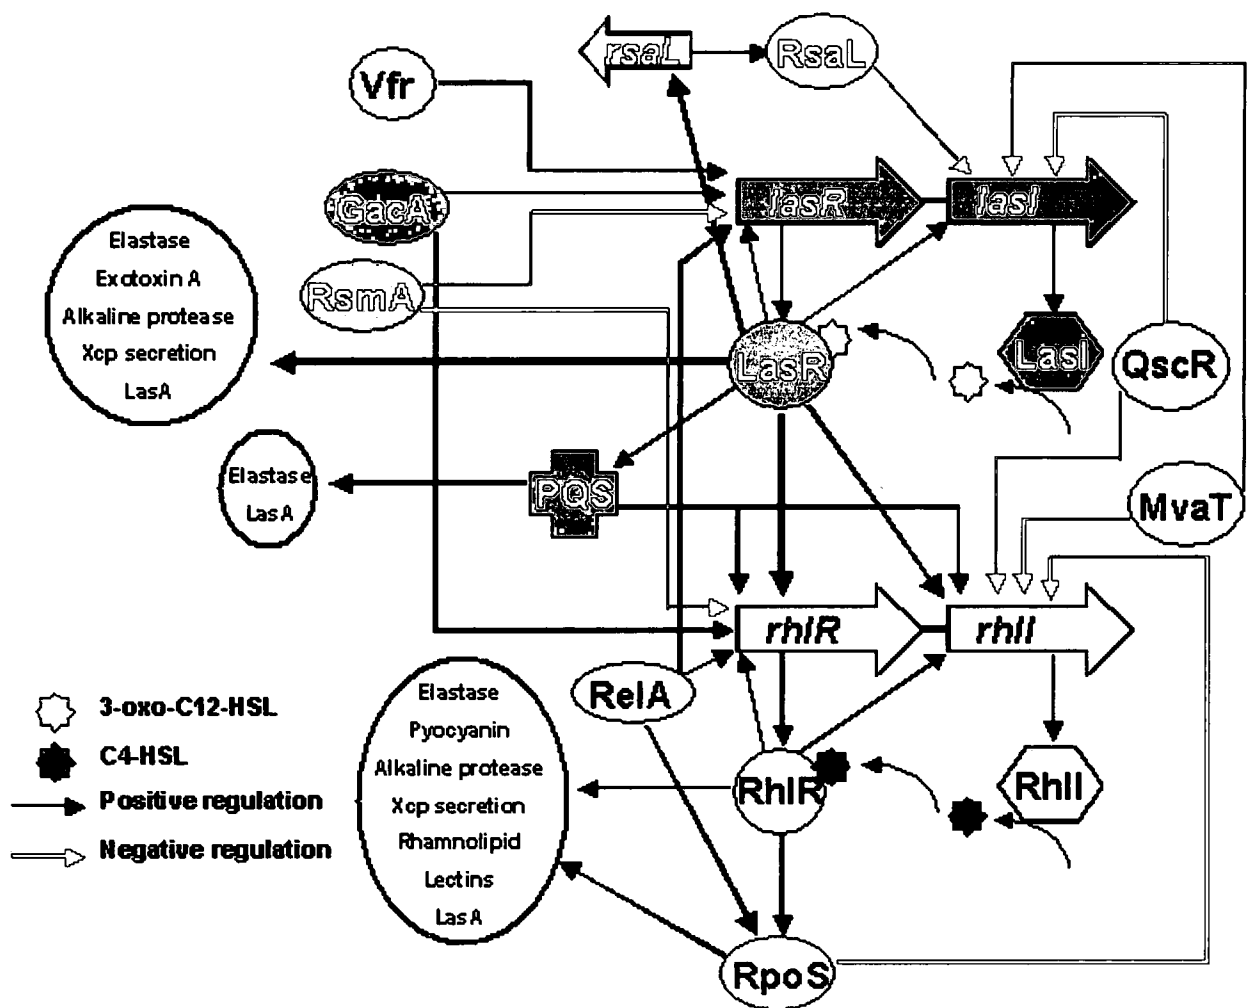 rsaL
RsaL
Vfr
GacA
lasR
lasI
RsmA
Elastase
Exotoxin A
Alkaline protease
Xcp secretion
LasA
LasR
LasI
QscR
Elastase
LasA
PQS
MvaT
rhlR
rhlI
RelA
Elastase
Pyocyanin
Alkaline protease
Xcp secretion
Rhamnolipid
Lectins
LasA
RhlR
RhlI
RpoS
3-oxo-C12-HSL
C4-HSL
Positive regulation
Negative regulation